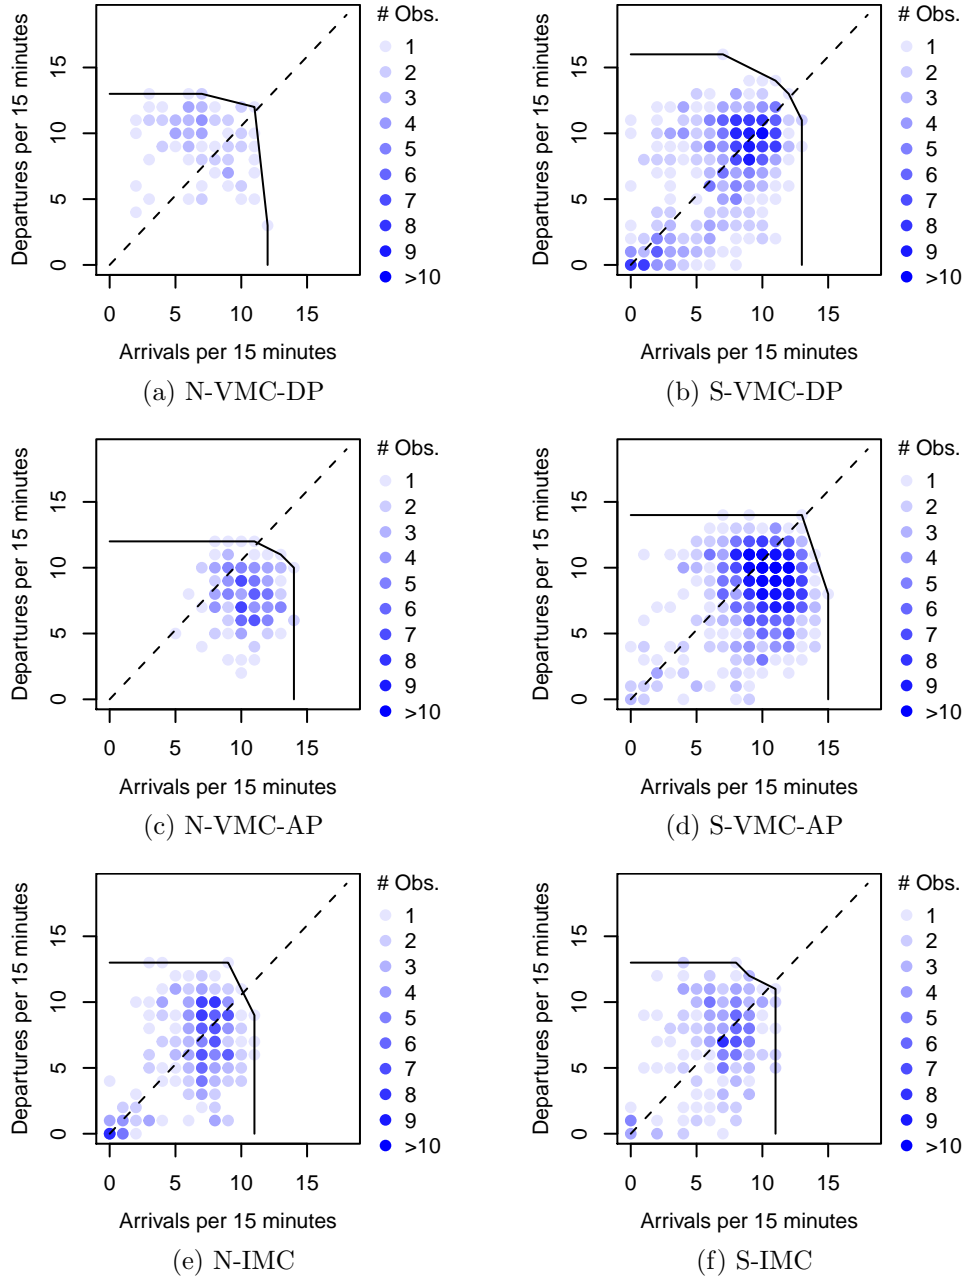 # Obs.
1
2
3
4
5
6
7
8
9
>10
Departures per 15 minutes
15
10
5
0
0 5 10 15
Arrivals per 15 minutes
(a) N-VMC-DP
# Obs.
1
2
3
4
5
6
7
8
9
>10
Departures per 15 minutes
15
10
5
0
0 5 10 15
Arrivals per 15 minutes
(b) S-VMC-DP
# Obs.
1
2
3
4
5
6
7
8
9
>10
Departures per 15 minutes
15
10
5
0
0 5 10 15
Arrivals per 15 minutes
(c) N-VMC-AP
# Obs.
1
2
3
4
5
6
7
8
9
>10
Departures per 15 minutes
15
10
5
0
0 5 10 15
Arrivals per 15 minutes
(d) S-VMC-AP
# Obs.
1
2
3
4
5
6
7
8
9
>10
Departures per 15 minutes
15
10
5
0
0 5 10 15
Arrivals per 15 minutes
(e) N-IMC
# Obs.
1
2
3
4
5
6
7
8
9
>10
Departures per 15 minutes
15
10
5
0
0 5 10 15
Arrivals per 15 minutes
(f) S-IMC